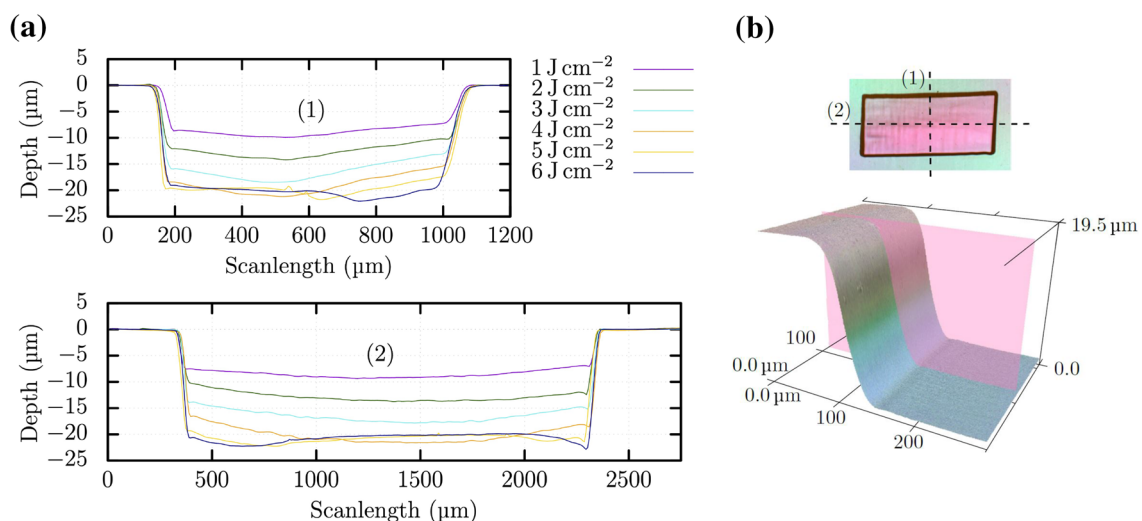 (a)
5
0
−5
−10
−15
−20
−25
Depth (µm)
(1)
0 200 400 600 800 1000 1200
Scanlength (µm)
1 J cm⁻²
2 J cm⁻²
3 J cm⁻²
4 J cm⁻²
5 J cm⁻²
6 J cm⁻²
5
0
−5
−10
−15
−20
−25
Depth (µm)
(2)
0 500 1000 1500 2000 2500
Scanlength (µm)
(b)
(1)
(2)
19.5 µm
100
0.0 µm
0.0
0.0 µm
100
200